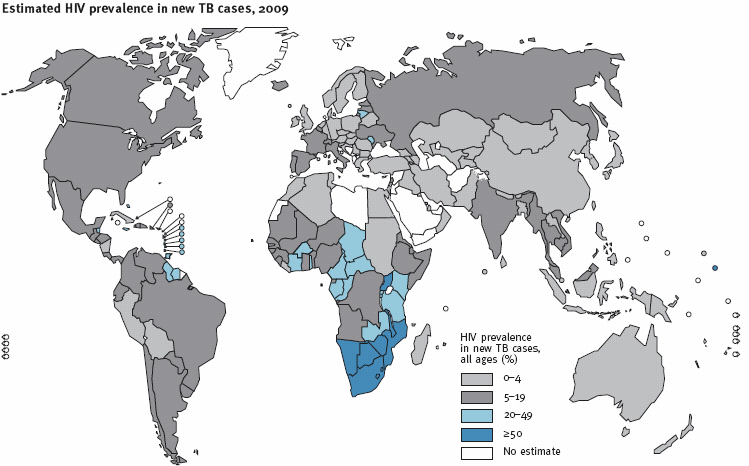 Estimated HIV prevalence in new TB cases, 2009
HIV prevalence
in new TB cases,
all ages (%)
0–4
5–19
20–49
≥50
No estimate